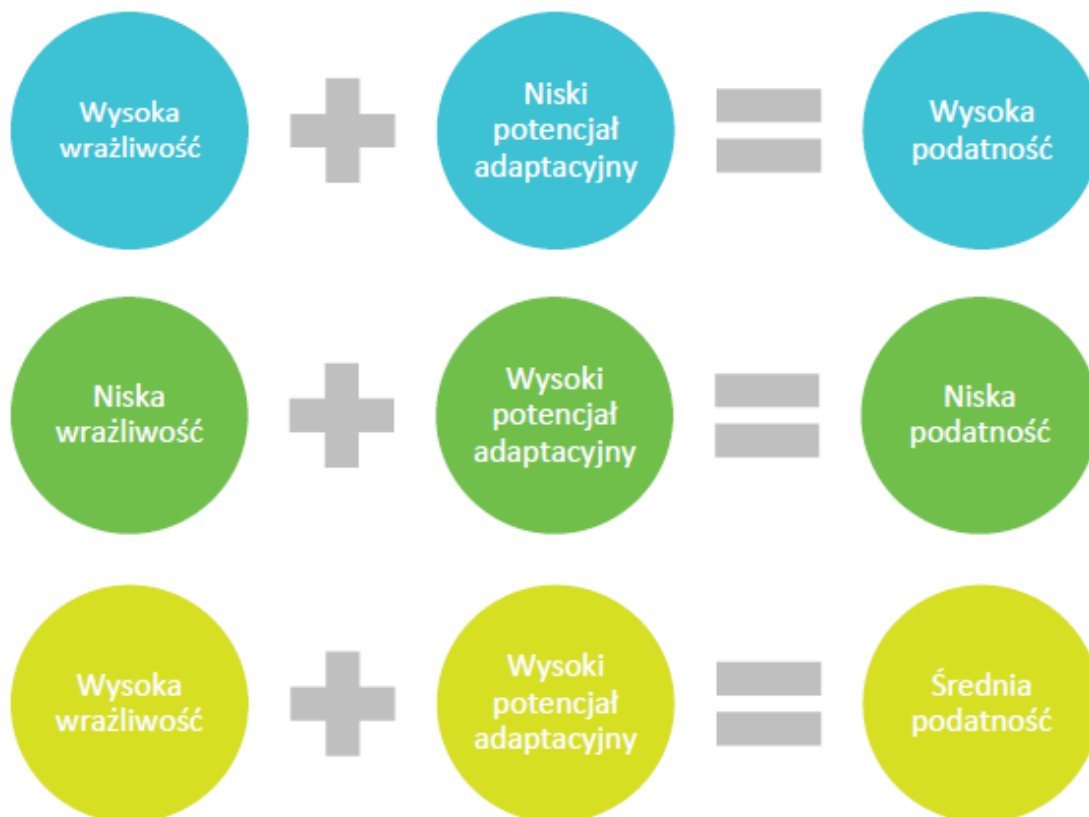 Wysoka
wrażliwość
Niski
potencjał
adaptacyjny
Wysoka
podatność
Niska
wrażliwość
Wysoki
potencjał
adaptacyjny
Niska
podatność
Wysoka
wrażliwość
Wysoki
potencjał
adaptacyjny
Średnia
podatność